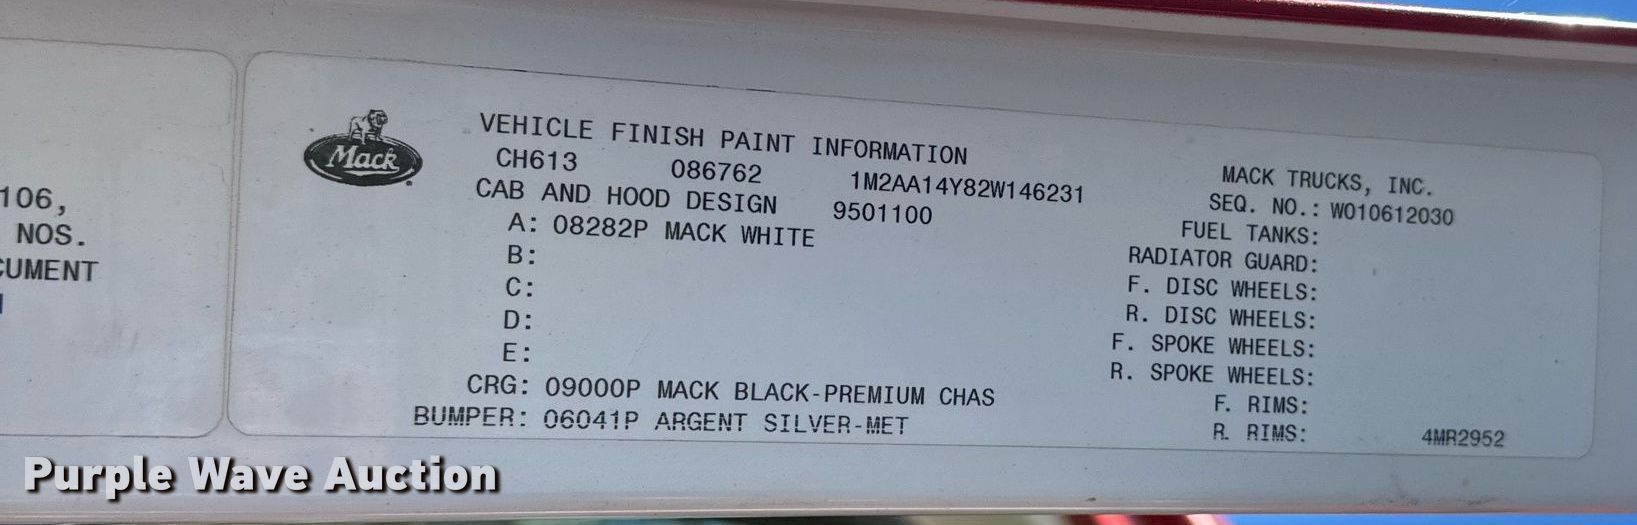 106,
NOS.
CUMENT
Mack
VEHICLE FINISH PAINT INFORMATION
CH613 086762 1M2AA14Y82W146231
CAB AND HOOD DESIGN 9501100
A: 08282P MACK WHITE
B:
C:
D:
E:
CRG: 09000P MACK BLACK-PREMIUM CHAS
BUMPER: 06041P ARGENT SILVER-MET
MACK TRUCKS, INC.
SEQ. NO.: W010612030
FUEL TANKS:
RADIATOR GUARD:
F. DISC WHEELS:
R. DISC WHEELS:
F. SPOKE WHEELS:
R. SPOKE WHEELS:
F. RIMS:
R. RIMS: 4MR2952
Purple Wave Auction